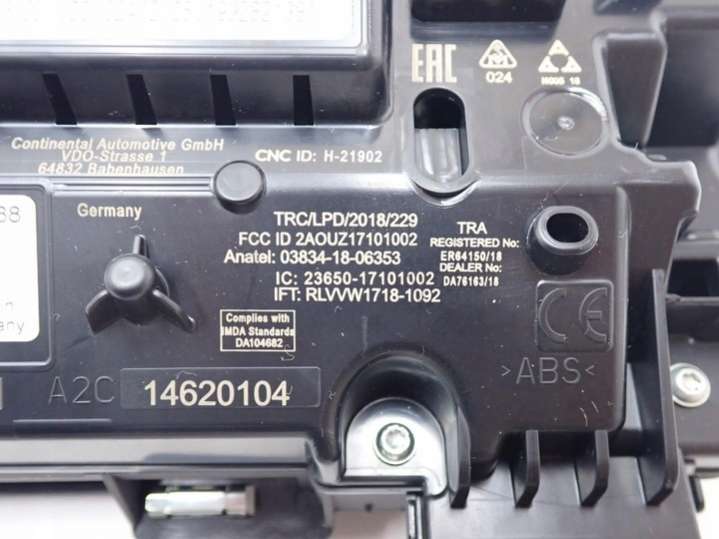 EAC
024
Continental Automotive GmbH
VDO-Strasse 1
64832 Babenhausen
CNC ID: H-21902
Germany
TRC/LPD/2018/229
FCC ID 2AOUZ17101002
Anatel: 03834-18-06353
IC: 23650-17101002
IFT: RLVVW1718-1092
TRA
REGISTERED No:
ER64150/18
DEALER No:
DA76163/18
Complies with
IMDA Standards
DA104682
CE
>ABS<
A2C 14620104